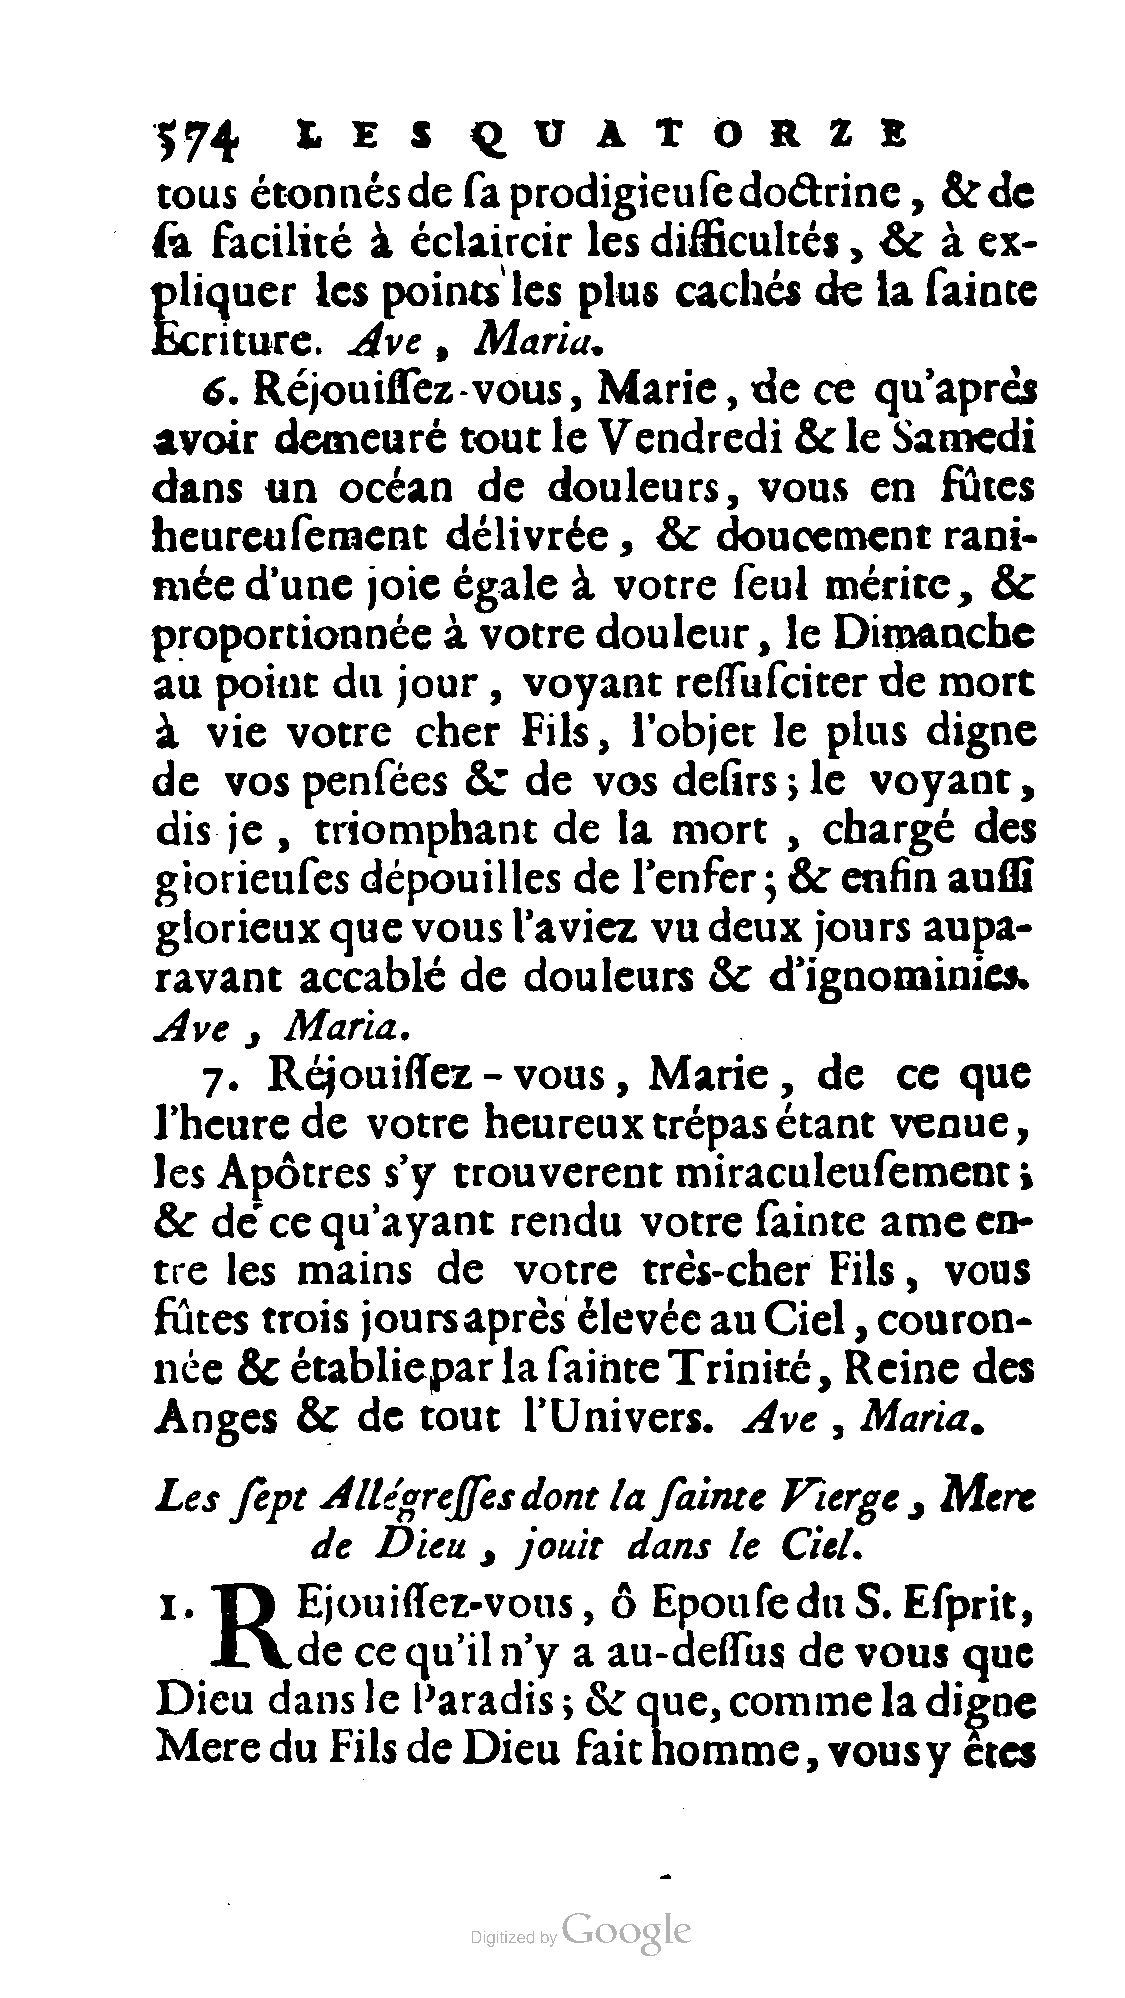 574 LES QUATORZE
tous étonnés de ſa prodigieuſe doctrine, & de
ſa facilité à éclaircir les difficultés, & à ex-
pliquer les points les plus cachés de la ſainte
Ecriture. Ave, Maria.
6. Réjouiſſez-vous, Marie, de ce qu'après
avoir demeuré tout le Vendredi & le Samedi
dans un océan de douleurs, vous en fûtes
heureuſement délivrée, & doucement rani-
mée d'une joie égale à votre ſeul mérite, &
proportionnée à votre douleur, le Dimanche
au point du jour, voyant reſſuſciter de mort
à vie votre cher Fils, l'objet le plus digne
de vos penſées & de vos deſirs; le voyant,
dis je, triomphant de la mort, chargé des
glorieuſes dépouilles de l'enfer; & enfin auſſi
glorieux que vous l'aviez vu deux jours aupa-
ravant accablé de douleurs & d'ignominies.
Ave, Maria.
7. Réjouiſſez-vous, Marie, de ce que
l'heure de votre heureux trépas étant venue,
les Apôtres s'y trouverent miraculeuſement;
& de ce qu'ayant rendu votre ſainte ame en-
tre les mains de votre très-cher Fils, vous
fûtes trois jours après élevée au Ciel, couron-
née & établie par la ſainte Trinité, Reine des
Anges & de tout l'Univers. Ave, Maria.
Les ſept Allégreſſes dont la ſainte Vierge, Mere
de Dieu, jouit dans le Ciel.
1. REjouiſſez-vous, ô Epouſe du S. Eſprit,
de ce qu'il n'y a au-deſſus de vous que
Dieu dans le Paradis; & que, comme la digne
Mere du Fils de Dieu fait homme, vous y êtes
Digitized by Google